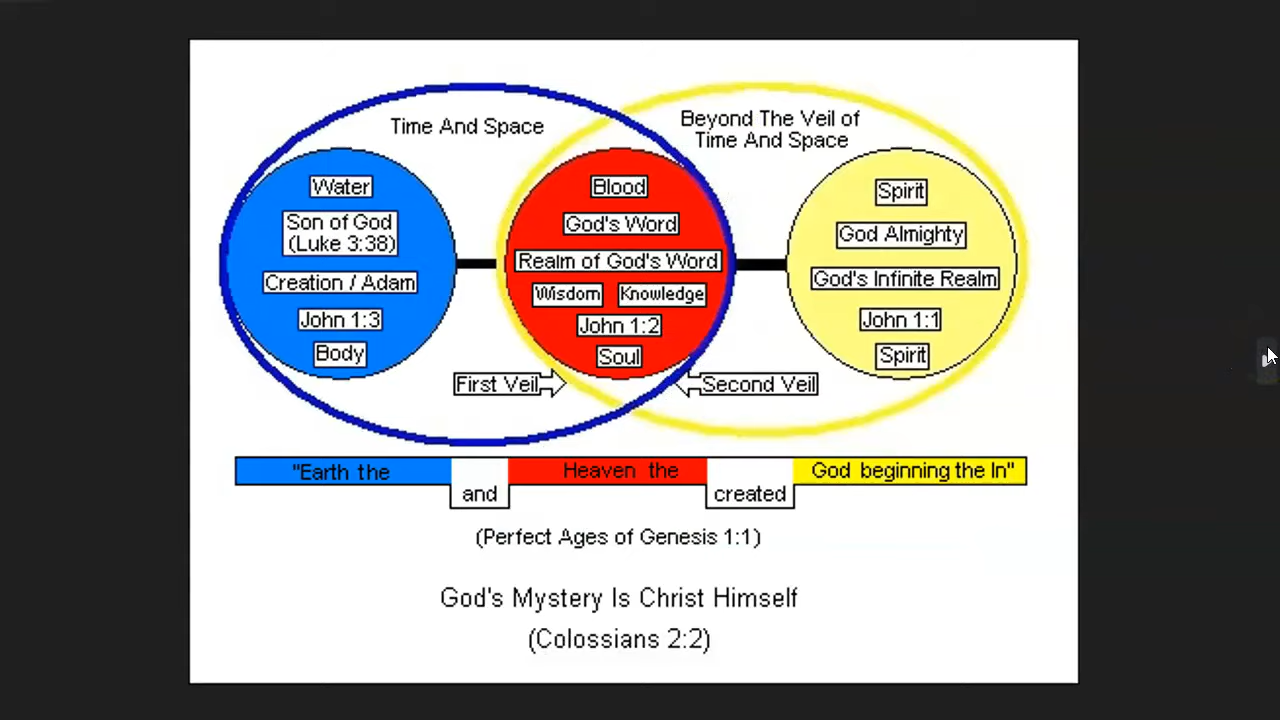 Time And Space
Beyond The Veil of
Time And Space
Water
Son of God
(Luke 3:38)
Creation / Adam
John 1:3
Body
Blood
God's Word
Realm of God's Word
Wisdom Knowledge
John 1:2
Soul
Spirit
God Almighty
God's Infinite Realm
John 1:1
Spirit
First Veil
Second Veil
"Earth the and Heaven the created God beginning the In"
(Perfect Ages of Genesis 1:1)
God's Mystery Is Christ Himself
(Colossians 2:2)